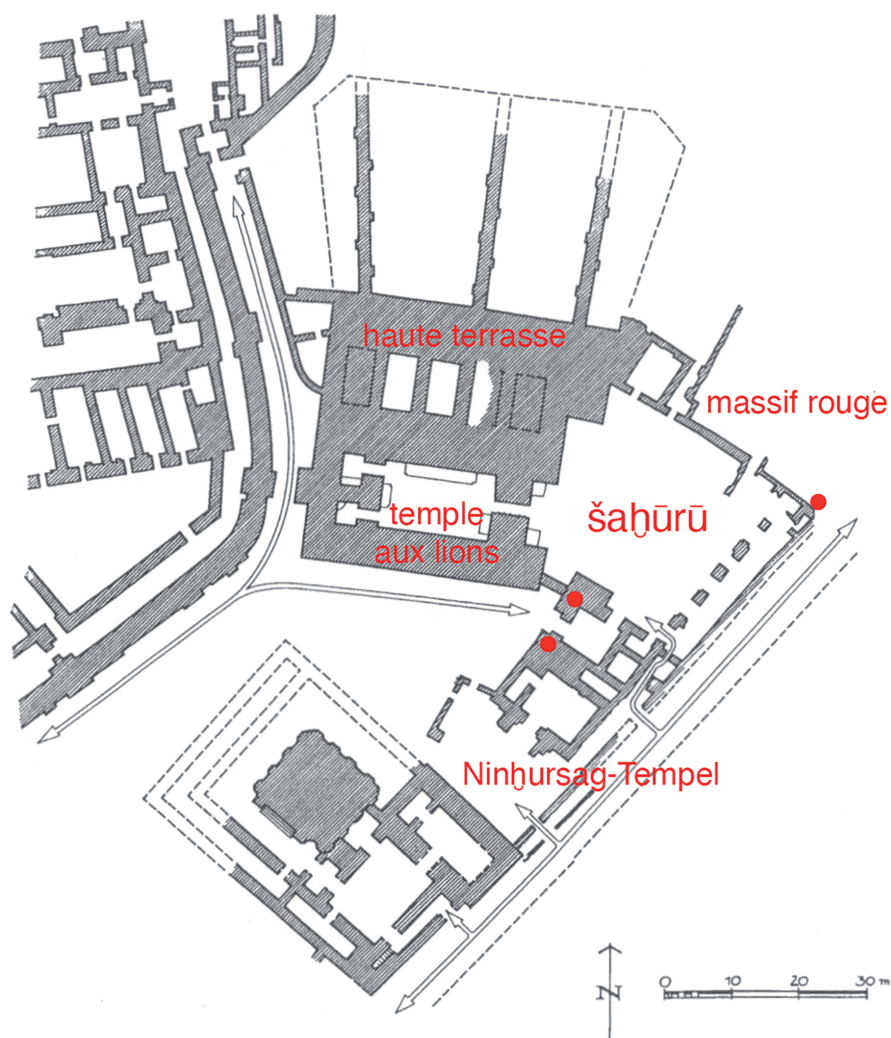 haute terrasse
massif rouge
temple
aux lions
šaḫūrū
Ninḫursag-Tempel
N
0 10 20 30 m